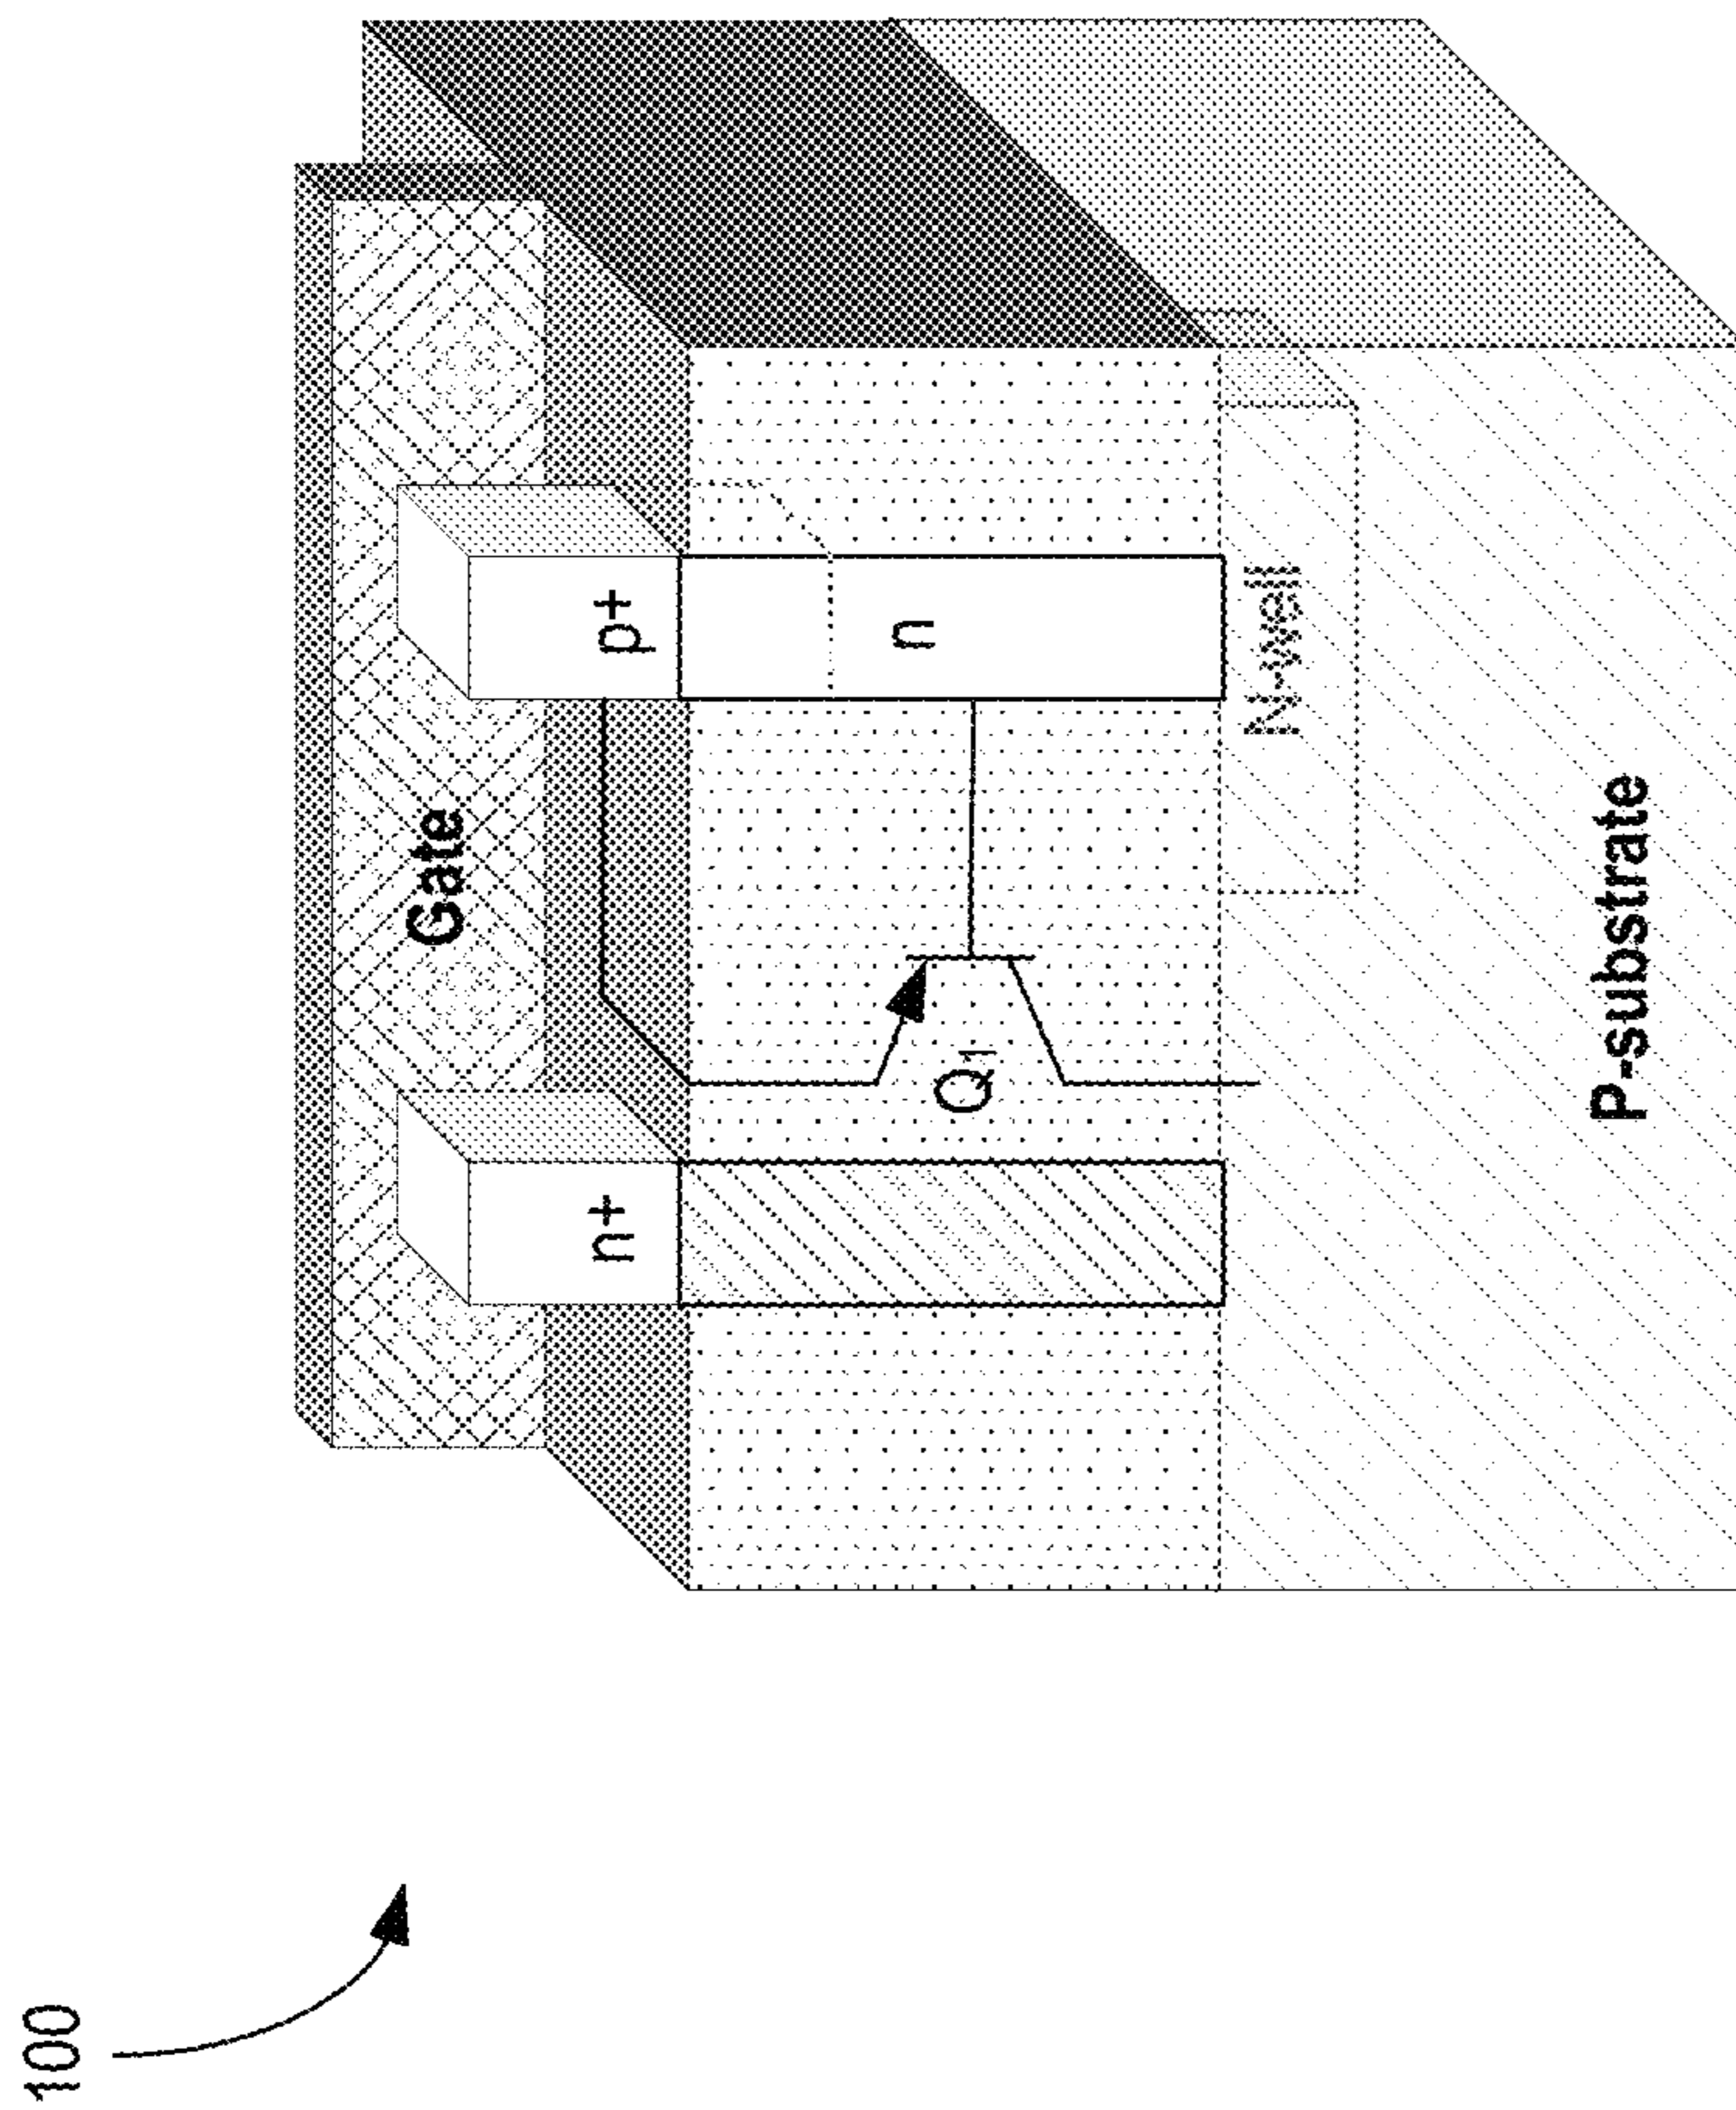 100
Gate
n+
p+
n
Q1
N-well
P-substrate